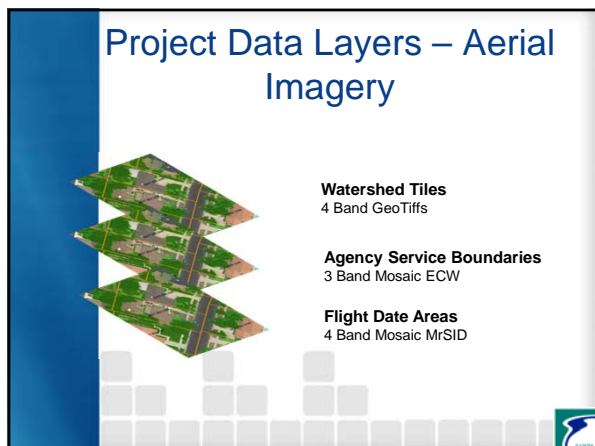 Project Data Layers – Aerial
Imagery
Watershed Tiles
4 Band GeoTiffs
Agency Service Boundaries
3 Band Mosaic ECW
Flight Date Areas
4 Band Mosaic MrSID